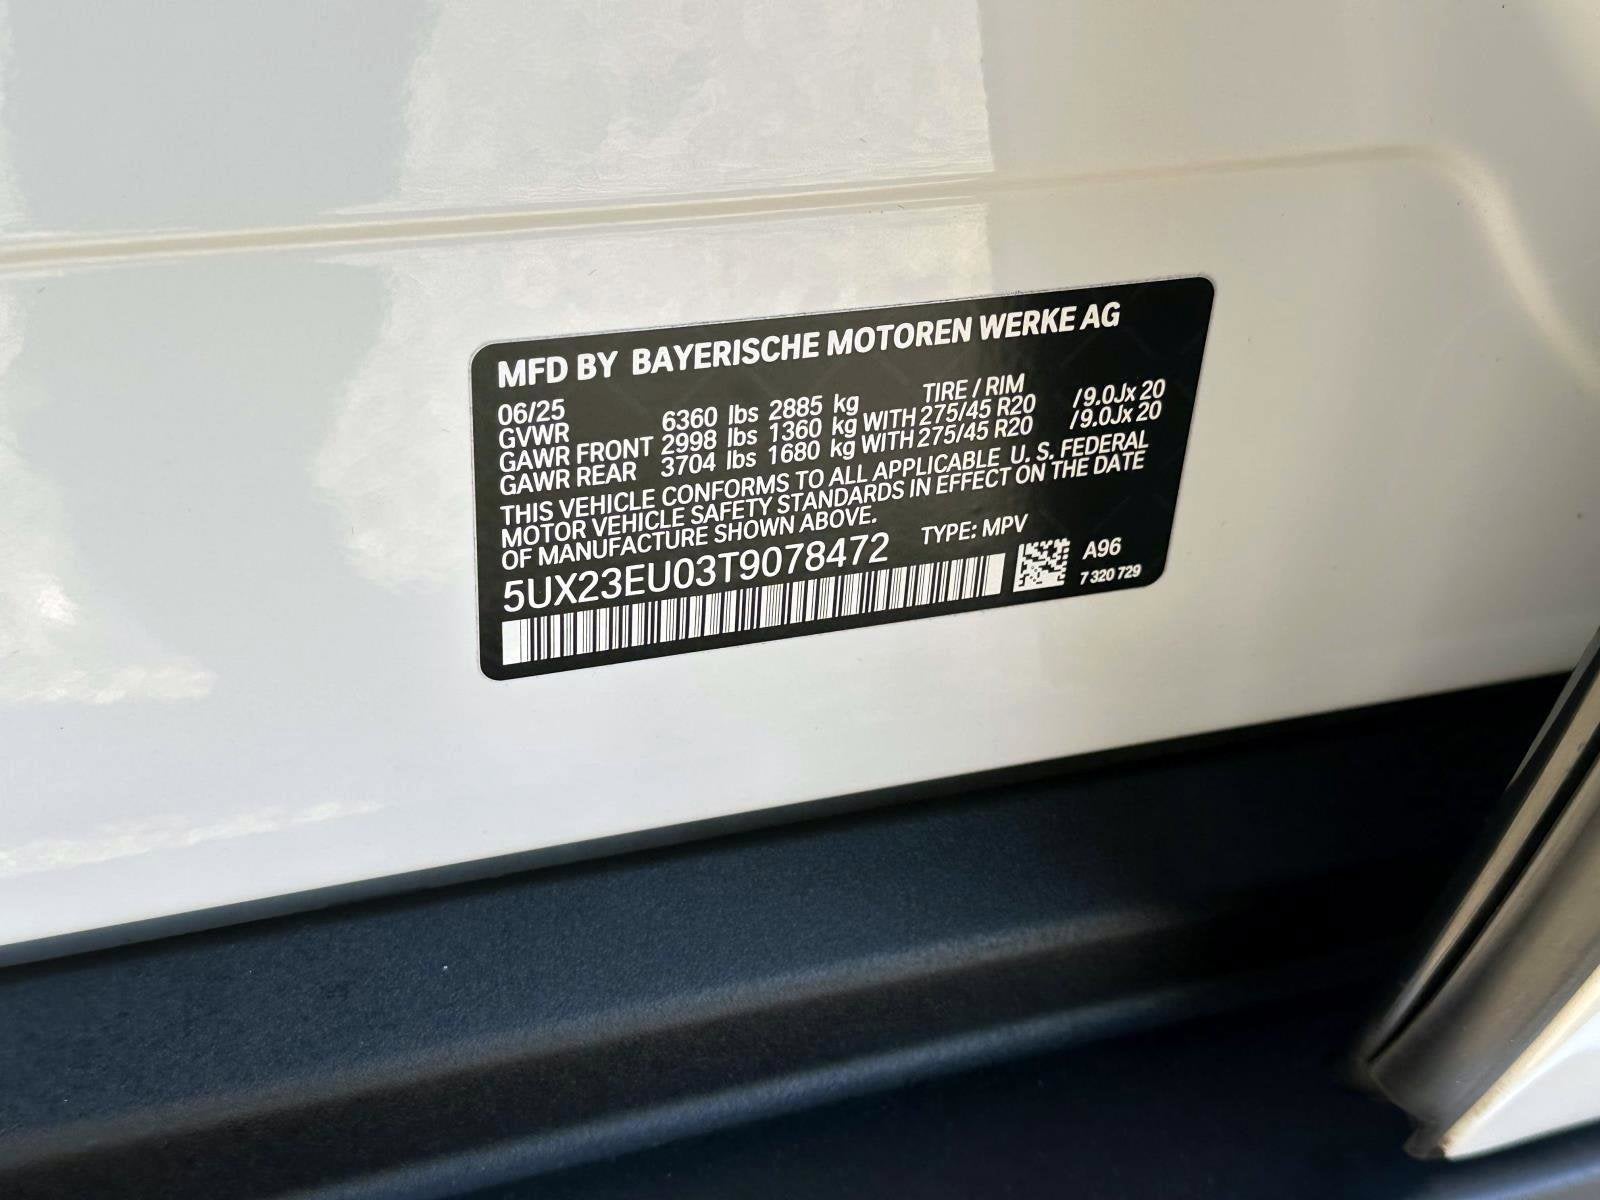 MFD BY BAYERISCHE MOTOREN WERKE AG
06/25 TIRE / RIM
GVWR 6360 lbs 2885 kg
GAWR FRONT 2998 lbs 1360 kg WITH 275/45 R20 /9.0Jx 20
GAWR REAR 3704 lbs 1680 kg WITH 275/45 R20 /9.0Jx 20
THIS VEHICLE CONFORMS TO ALL APPLICABLE U. S. FEDERAL
MOTOR VEHICLE SAFETY STANDARDS IN EFFECT ON THE DATE
OF MANUFACTURE SHOWN ABOVE.
TYPE: MPV
5UX23EU03T9078472
A96
7 320 729